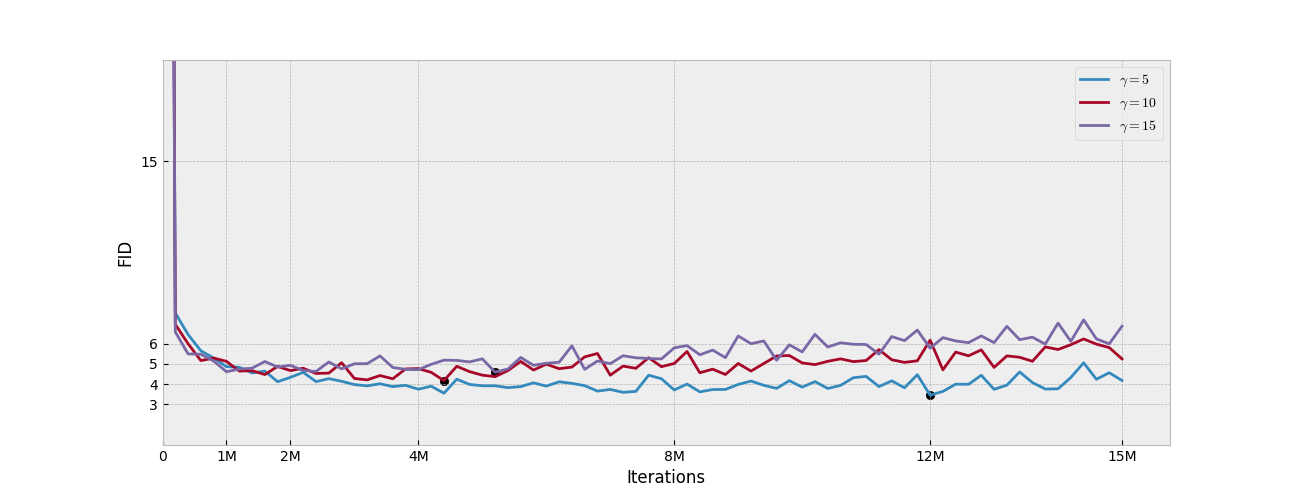 γ = 5
γ = 10
γ = 15
FID
15
6
5
4
3
0 1M 2M 4M 8M 12M 15M
Iterations